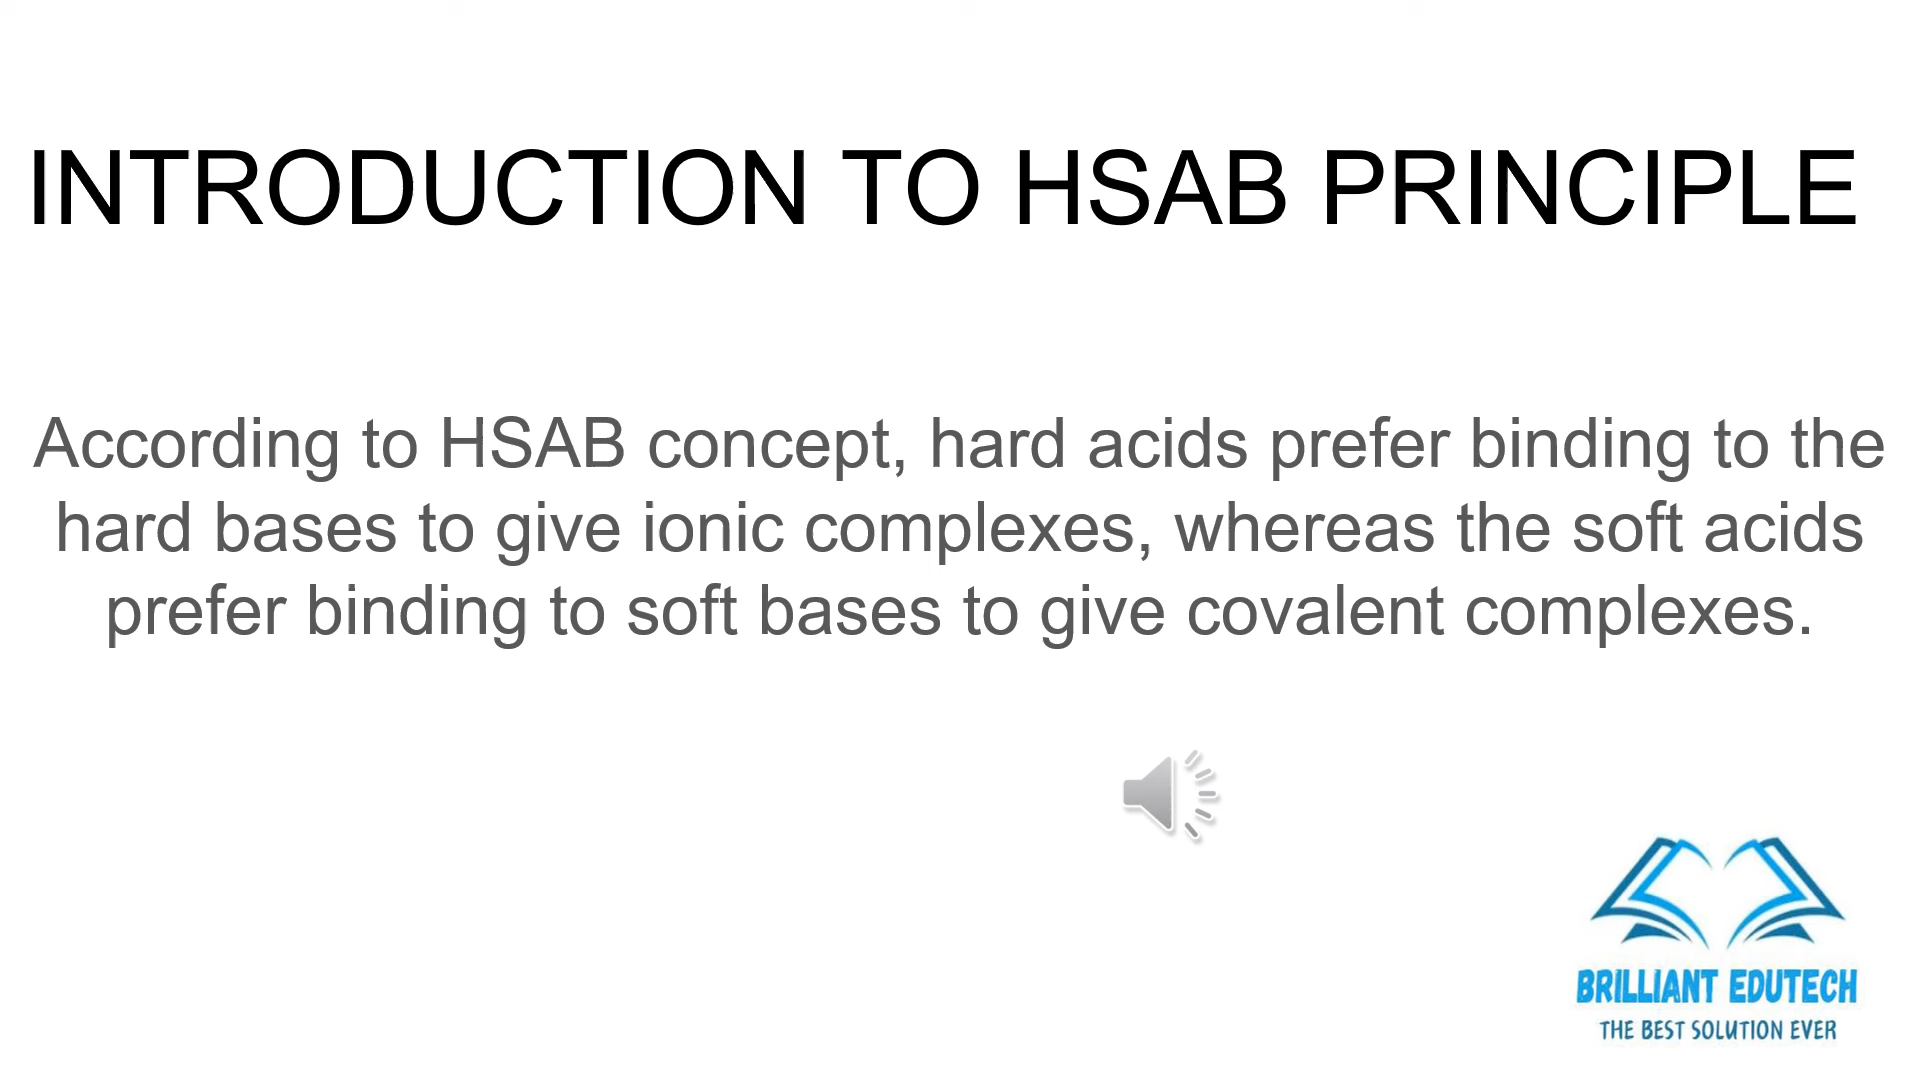 INTRODUCTION TO HSAB PRINCIPLE
According to HSAB concept, hard acids prefer binding to the
hard bases to give ionic complexes, whereas the soft acids
prefer binding to soft bases to give covalent complexes.
BRILLIANT EDUTECH
THE BEST SOLUTION EVER